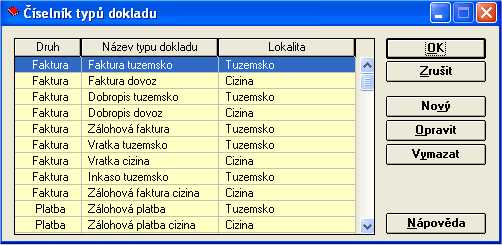 Číselník typů dokladu
Druh Název typu dokladu Lokalita
Faktura Faktura tuzemsko Tuzemsko
Faktura Faktura dovoz Cizina
Faktura Dobropis tuzemsko Tuzemsko
Faktura Dobropis dovoz Cizina
Faktura Zálohová faktura Tuzemsko
Faktura Vratka tuzemsko Tuzemsko
Faktura Vratka cizina Cizina
Faktura Inkaso tuzemsko Tuzemsko
Faktura Zálohová faktura cizina Cizina
Platba Zálohová platba Tuzemsko
Platba Zálohová platba cizina Cizina
OK
Zrušit
Nový
Opravit
Vymazat
Nápověda